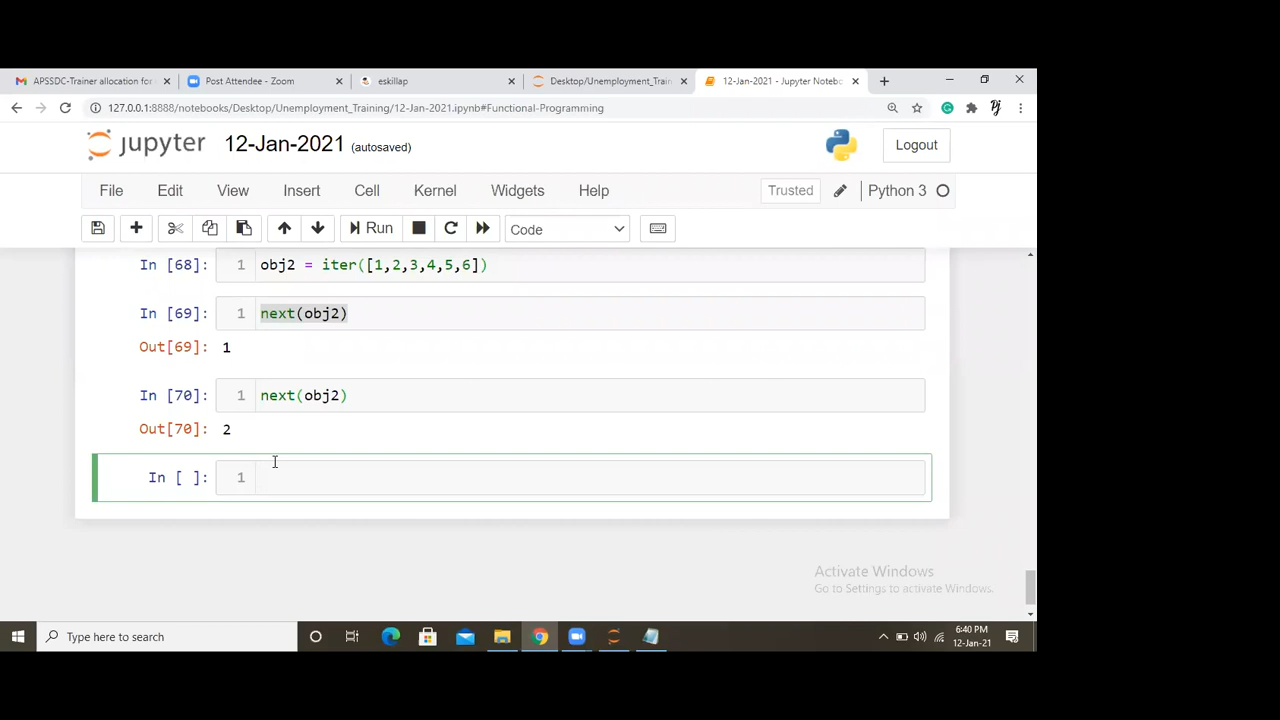 APSSDC-Trainer allocation for
Post Attendee - Zoom
eskillap
Desktop/Unemployment_Train
12-Jan-2021 - Jupyter Notebo
127.0.0.1:8888/notebooks/Desktop/Unemployment_Training/12-Jan-2021.ipynb#Functional-Programming
jupyter 12-Jan-2021 (autosaved)
Logout
File Edit View Insert Cell Kernel Widgets Help
Trusted
Python 3
Run
Code
In [68]: 1 obj2 = iter([1,2,3,4,5,6])
In [69]: 1 next(obj2)
Out[69]: 1
In [70]: 1 next(obj2)
Out[70]: 2
In [ ]: 1
Activate Windows
Go to Settings to activate Windows.
Type here to search
6:40 PM
12-Jan-21